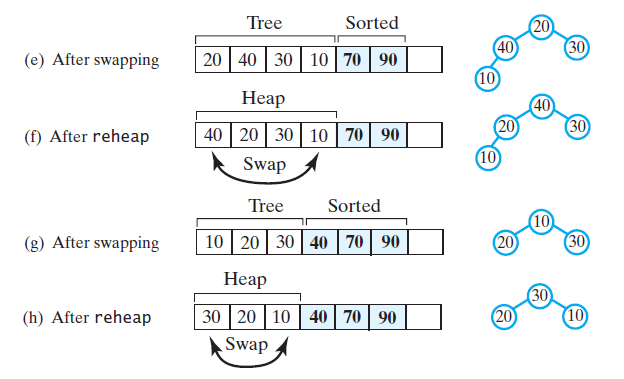 Tree Sorted
(e) After swapping 20 40 30 10 70 90
20
40 30
10
Heap
(f) After reheap 40 20 30 10 70 90
Swap
40
20 30
10
Tree Sorted
(g) After swapping 10 20 30 40 70 90
10
20 30
Heap
(h) After reheap 30 20 10 40 70 90
Swap
30
20 10